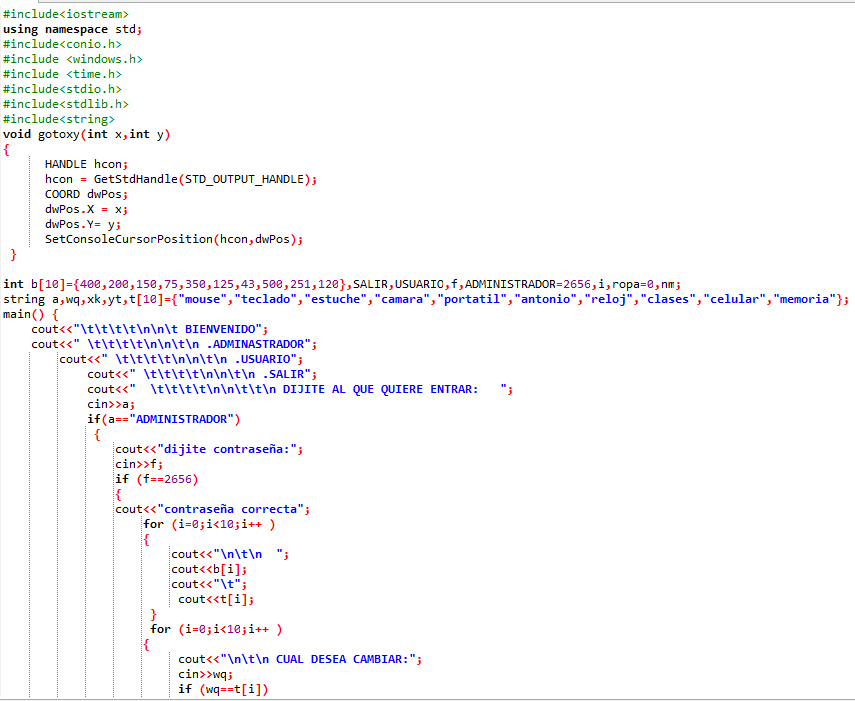 #include<iostream>
using namespace std;
#include<conio.h>
#include <windows.h>
#include <time.h>
#include<stdio.h>
#include<stdlib.h>
#include<string>
void gotoxy(int x,int y)
{
HANDLE hcon;
hcon = GetStdHandle(STD_OUTPUT_HANDLE);
COORD dwPos;
dwPos.X = x;
dwPos.Y= y;
SetConsoleCursorPosition(hcon,dwPos);
}
int b[10]={400,200,150,75,350,125,43,500,251,120},SALIR,USUARIO,f,ADMINISTRADOR=2656,i,ropa=0,nm;
string a,wq,xk,yt,t[10]={"mouse","teclado","estuche","camara","portatil","antonio","reloj","clases","celular","memoria"};
main() {
cout<<"\t\t\t\t\n\n\t BIENVENIDO";
cout<<" \t\t\t\t\n\n\t\n .ADMINASTRADOR";
cout<<" \t\t\t\t\n\n\t\n .USUARIO";
cout<<" \t\t\t\t\n\t\n .SALIR";
cout<<"  \t\t\t\t\n\n\t\t\n DIJITE AL QUE QUIERE ENTRAR:   ";
cin>>a;
if(a=="ADMINISTRADOR")
{
cout<<"dijite contraseña:";
cin>>f;
if (f==2656)
{
cout<<"contraseña correcta";
for (i=0;i<10;i++ )
{
cout<<"\n\t\n  ";
cout<<b[i];
cout<<"\t";
cout<<t[i];
}
for (i=0;i<10;i++ )
{
cout<<"\n\t\n CUAL DESEA CAMBIAR:";
cin>>wq;
if (wq==t[i])